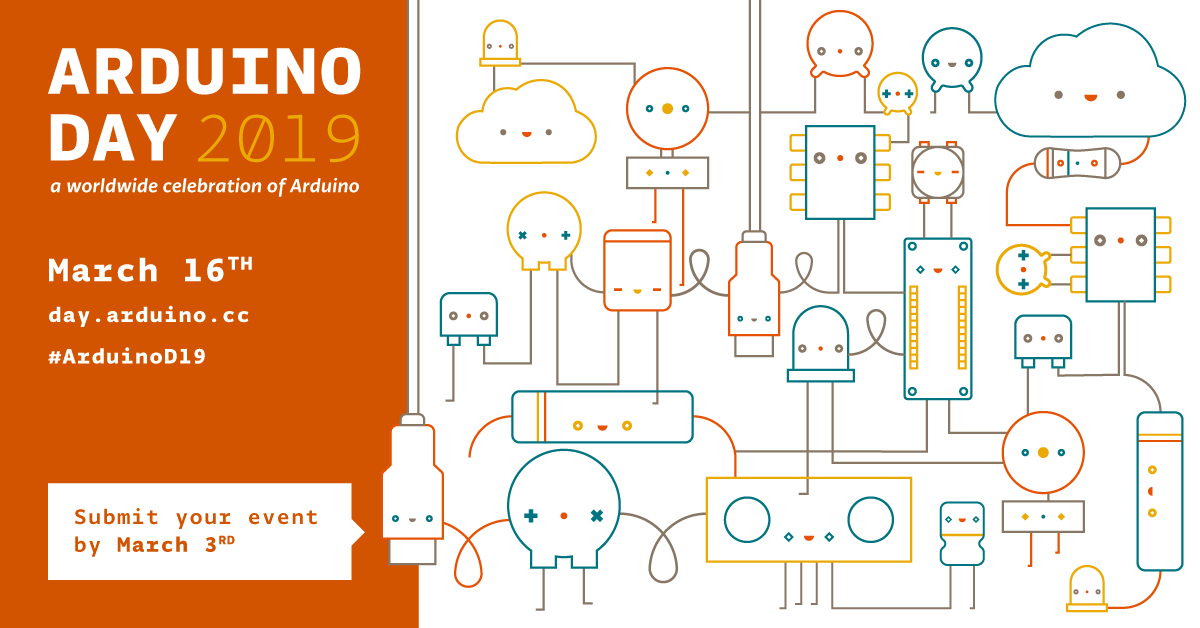 ARDUINO
DAY 2019
a worldwide celebration of Arduino
March 16TH
day.arduino.cc
#ArduinoD19
Submit your event
by March 3RD